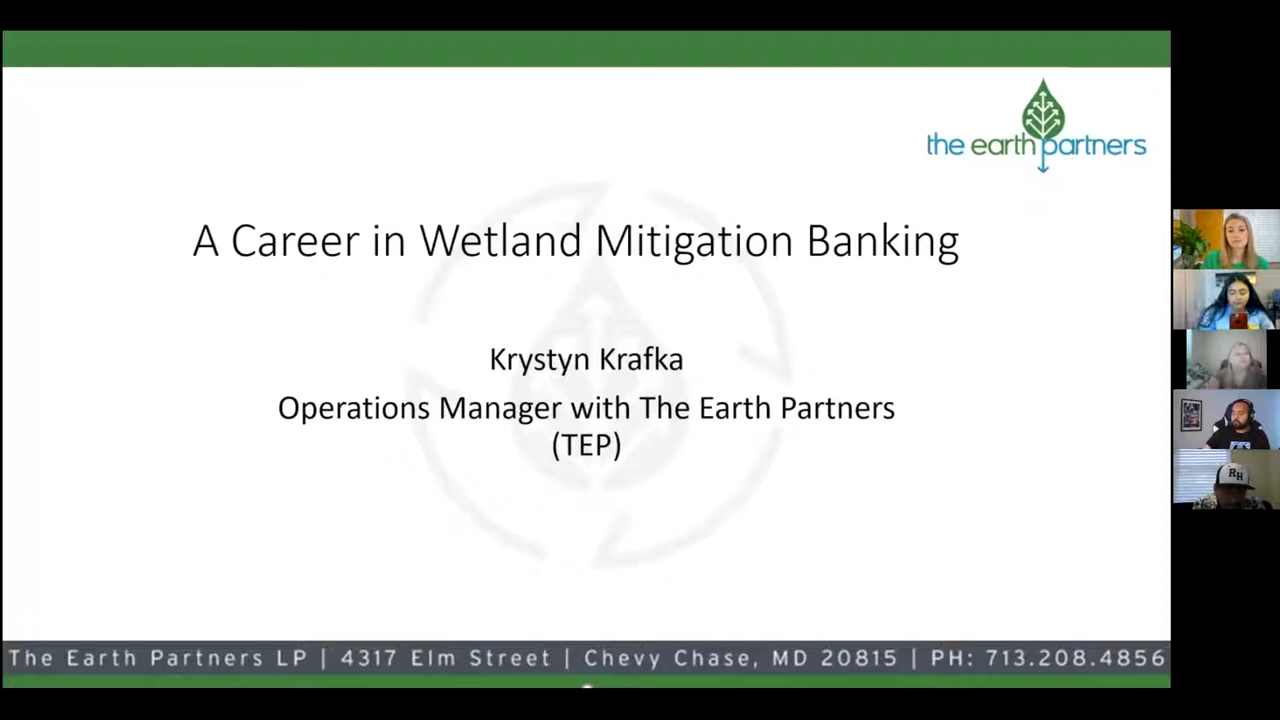 the earth partners
A Career in Wetland Mitigation Banking
Krystyn Krafka
Operations Manager with The Earth Partners
(TEP)
The Earth Partners LP | 4317 Elm Street | Chevy Chase, MD 20815 | PH: 713.208.4856
RH